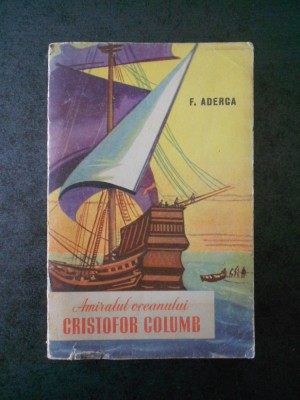 F. ADERCA
Amiralul oceanului
CRISTOFOR COLUMB